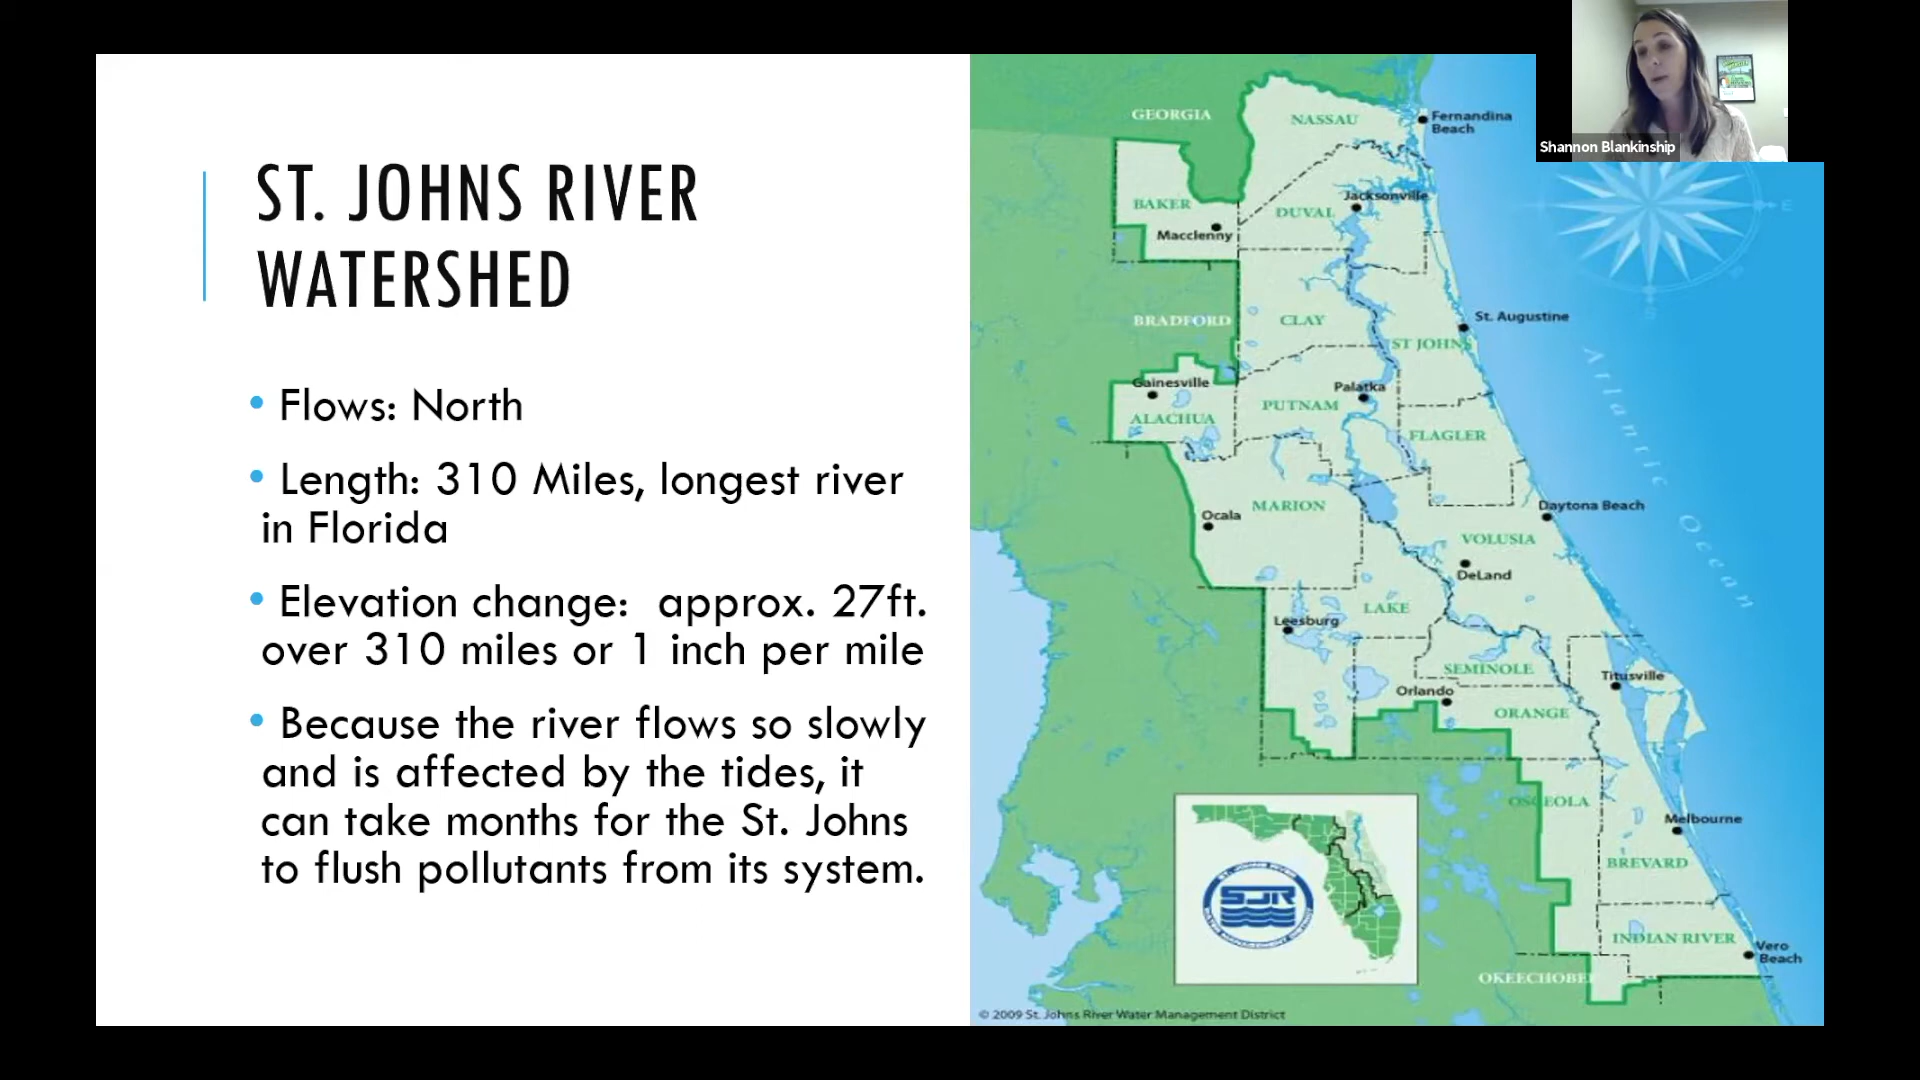 Shannon Blankinship
ST. JOHNS RIVER
WATERSHED
• Flows: North
• Length: 310 Miles, longest river
in Florida
• Elevation change: approx. 27ft.
over 310 miles or 1 inch per mile
• Because the river flows so slowly
and is affected by the tides, it
can take months for the St. Johns
to flush pollutants from its system.
GEORGIA
NASSAU
Fernandina
Beach
BAKER
Macclenny
DUVAL
Jacksonville
E
S
BRADFORD
CLAY
ST JOHNS
St. Augustine
Gainesville
ALACHUA
PUTNAM
Palatka
FLAGLER
Atlantic Ocean
Ocala
MARION
Daytona Beach
VOLUSIA
DeLand
LAKE
Leesburg
SEMINOLE
Titusville
Orlando
ORANGE
OSCEOLA
Melbourne
BREVARD
SJR
INDIAN RIVER
Vero
Beach
OKEECHOBEE
© 2009 St. Johns River Water Management District